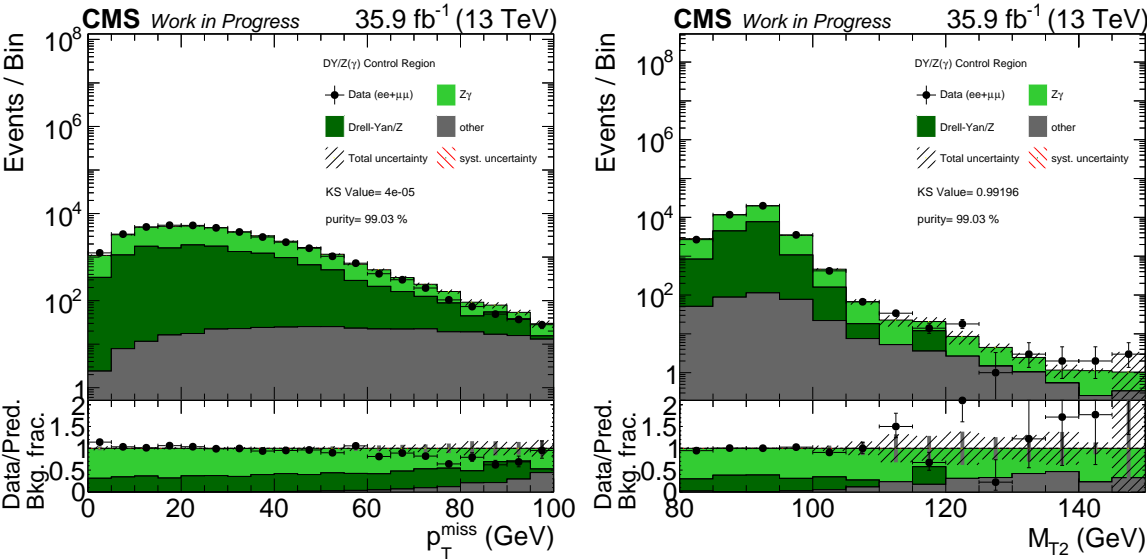 CMS Work in Progress 35.9 fb-1 (13 TeV)
Events / Bin
10^8
10^6
10^4
10^2
1
DY/Z(γ) Control Region
Data (ee+μμ) Zγ
Drell-Yan/Z other
Total uncertainty syst. uncertainty
KS Value= 4e-05
purity= 99.03 %
Data/Pred.
Bkg. frac.
2
1.5
1
0.5
0
0 20 40 60 80 100
p_T^miss (GeV)
CMS Work in Progress 35.9 fb-1 (13 TeV)
Events / Bin
10^8
10^6
10^4
10^2
1
DY/Z(γ) Control Region
Data (ee+μμ) Zγ
Drell-Yan/Z other
Total uncertainty syst. uncertainty
KS Value= 0.99196
purity= 99.03 %
Data/Pred.
Bkg. frac.
2
1.5
1
0.5
0
80 100 120 140
M_T2 (GeV)